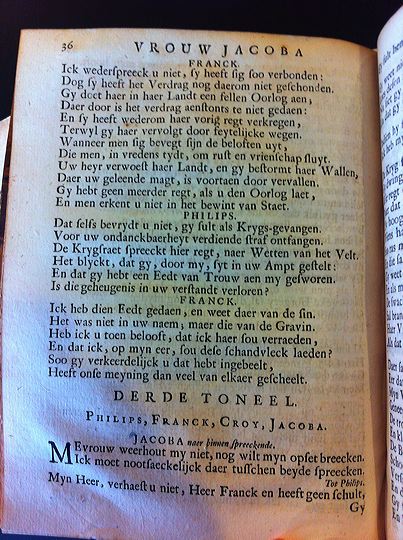 36 VROUW JACOBA
FRANCK.
Ick wederspreeck u niet, sy heeft sig soo verbonden:
Dog sy heeft het Verdrag nog daerom niet geschonden.
Gy doet haer in haer Landt een fellen Oorlog aen,
Daer door is het verdrag aenstonts te niet gedaen:
En sy heeft wederom haer vorig regt verkregen,
Terwyl gy haer vervolgt door feytelijcke wegen.
Wanneer men sig bevegt sijn de beloften uyt,
Die men, in vredens tydt, om rust en vrienschap sluyt.
Uw heyr verwoest haer Landt, en gy bestormt haer Wallen,
Daer uw geleende magt, is voortaen door vervallen.
Gy hebt geen meerder regt, als u den Oorlog laet,
En men erkent u niet in het bewint van Staet.
PHILIPS.
Dat selfs bevrydt u niet, gy sult als Krygs-gevangen.
Voor uw ondanckbaerheyt verdiende straf ontfangen.
De Krygsraet spreeckt hier regt, naer Wetten van het Velt.
Het blyckt, dat gy, door my, syt in uw Ampt gestelt:
En dat gy hebt een Eedt van Trouw aen my gesworen.
Is die geheugenis in uw verstandt verloren?
FRANCK.
Ick heb dien Eedt gedaen, en weet daer van de sin.
Het was niet in uw naem, maer die van de Gravin.
Heb ick u toen belooft, dat ick haer sou verraeden,
En dat ick, op myn eer, sou dese schandvleck laeden?
Soo gy verkeerdelijck u dat hebt ingebeelt,
Heeft onse meyning dan veel van elkaer gescheelt.
DERDE TONEEL.
PHILIPS, FRANCK, CROY, JACOBA.
JACOBA naer binnen spreeckende.
MEvrouw weerhout my niet, nog wilt myn opset breecken.
Ick moet nootsaeckelijck daer tusschen beyde spreecken.
Tot Philips.
Myn Heer, verhaest u niet, Heer Franck en heeft geen schult,
Gy